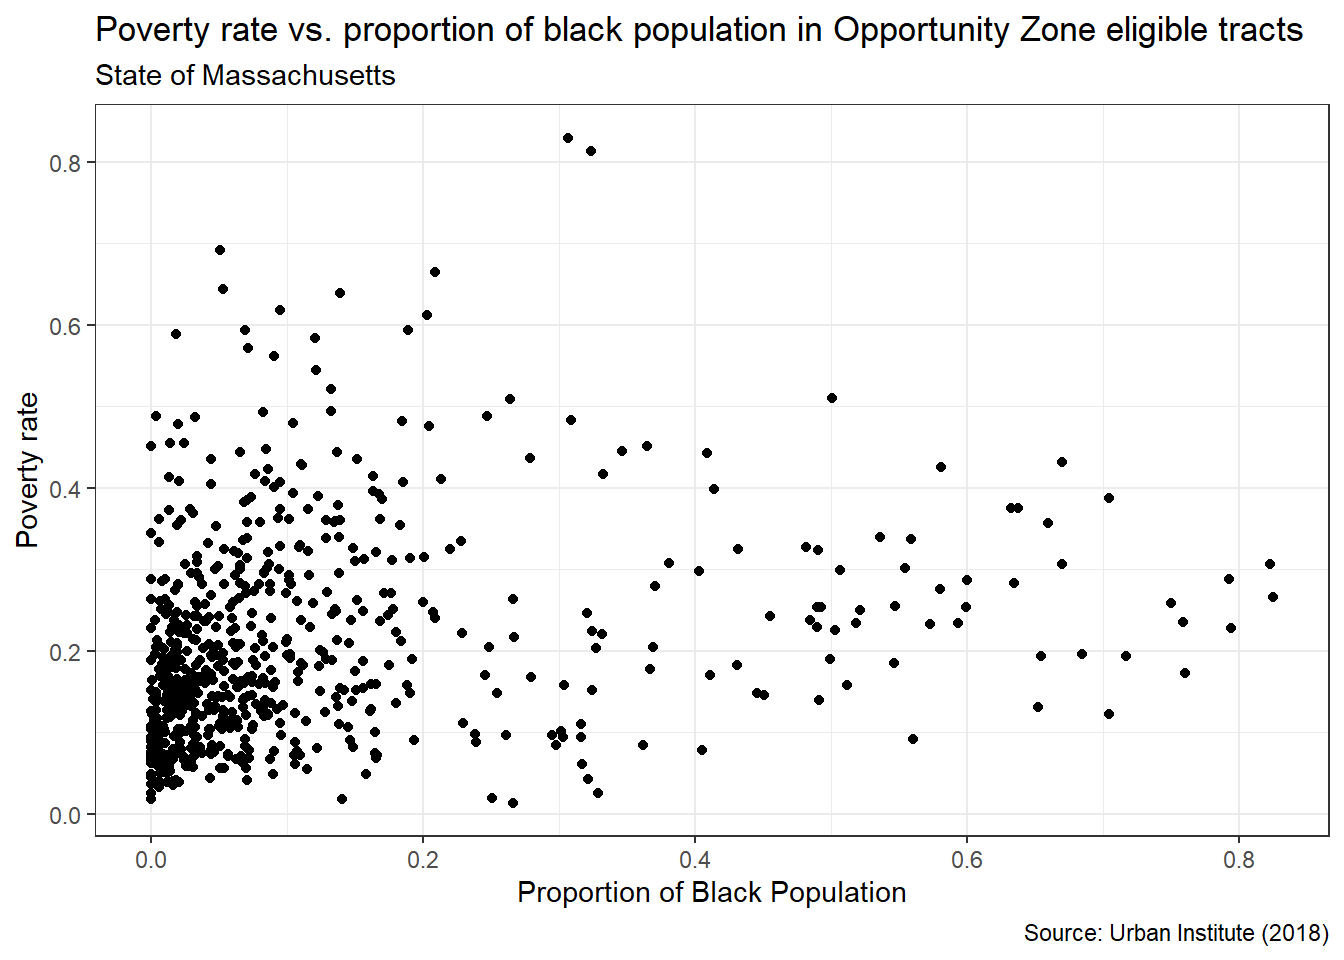 Poverty rate vs. proportion of black population in Opportunity Zone eligible tracts
State of Massachusetts
Poverty rate
0.8
0.6
0.4
0.2
0.0
0.0 0.2 0.4 0.6 0.8
Proportion of Black Population
Source: Urban Institute (2018)